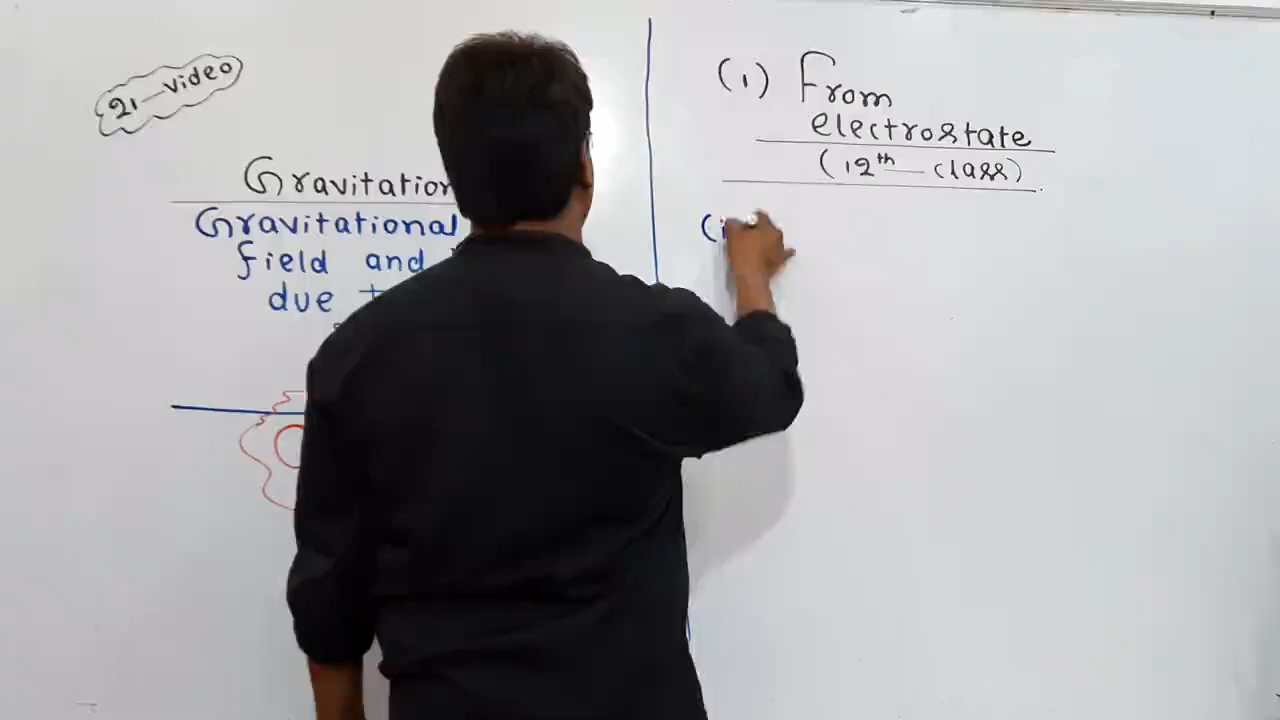 21-video
Gravitation
Gravitational
field and
due
(1) From
electrostate
(12th - class)
(i